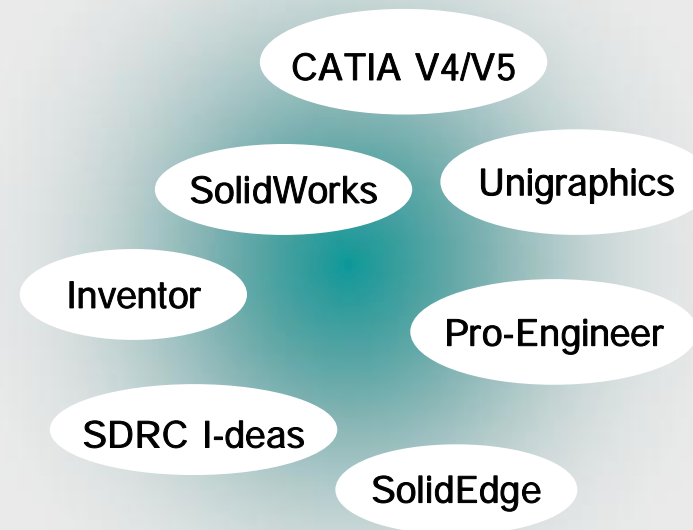 CATIA V4/V5
Unigraphics
SolidWorks
Inventor
Pro-Engineer
SDRC I-deas
SolidEdge